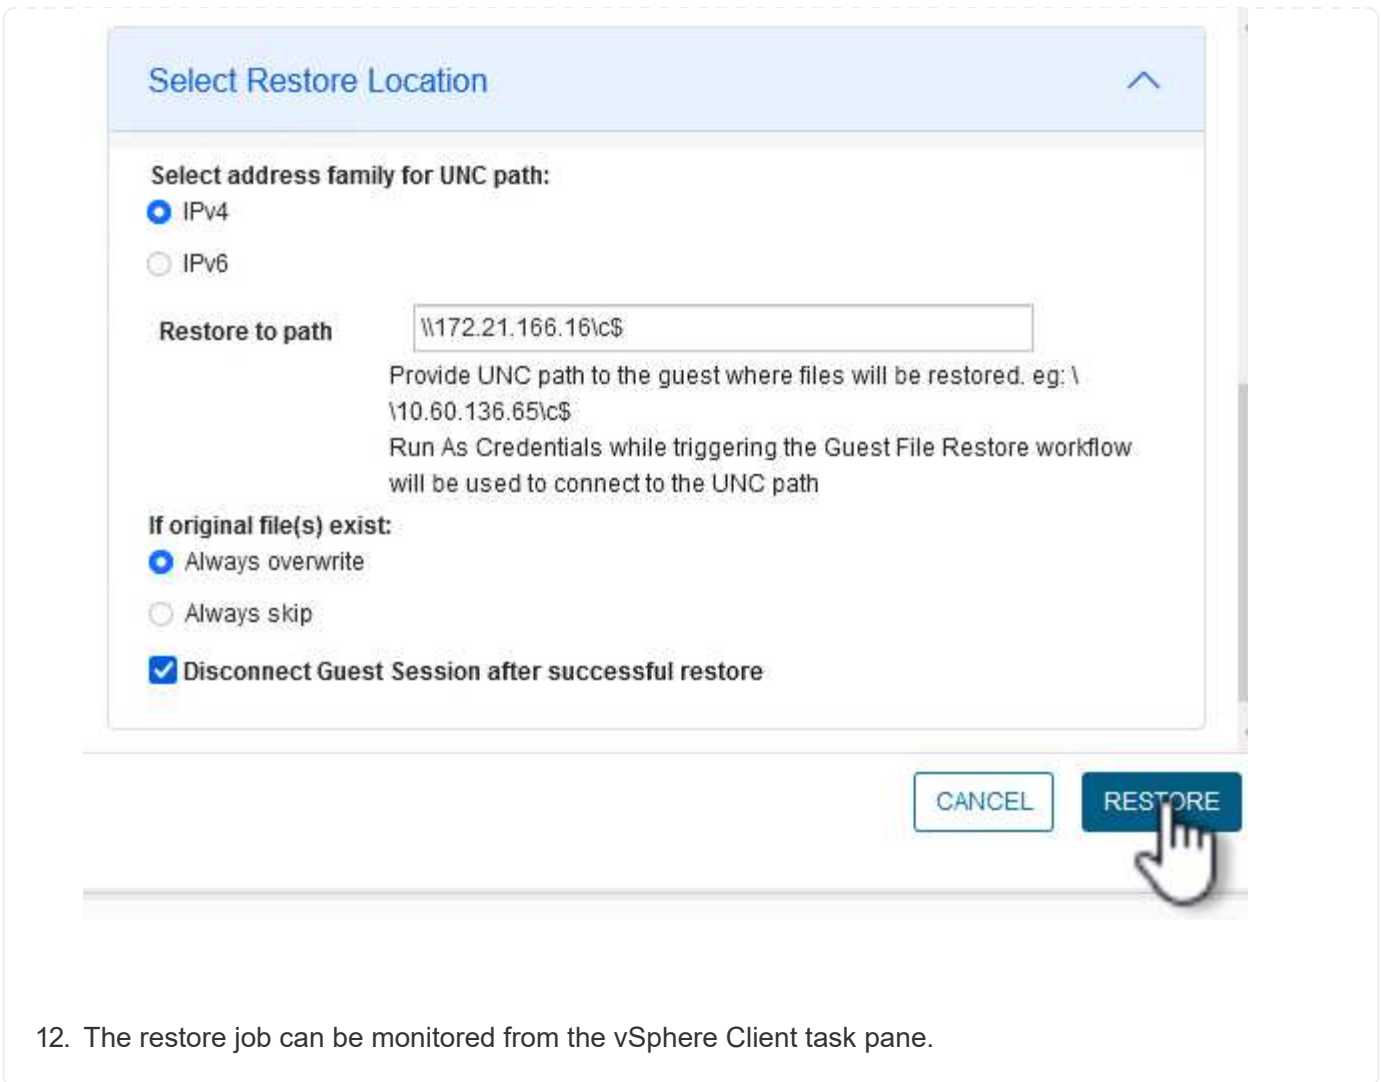 Select Restore Location
Select address family for UNC path:
IPv4
IPv6
Restore to path
\\172.21.166.16\c$
Provide UNC path to the guest where files will be restored. eg: \
\10.60.136.65\c$
Run As Credentials while triggering the Guest File Restore workflow
will be used to connect to the UNC path
If original file(s) exist:
Always overwrite
Always skip
Disconnect Guest Session after successful restore
CANCEL
RESTORE
12. The restore job can be monitored from the vSphere Client task pane.